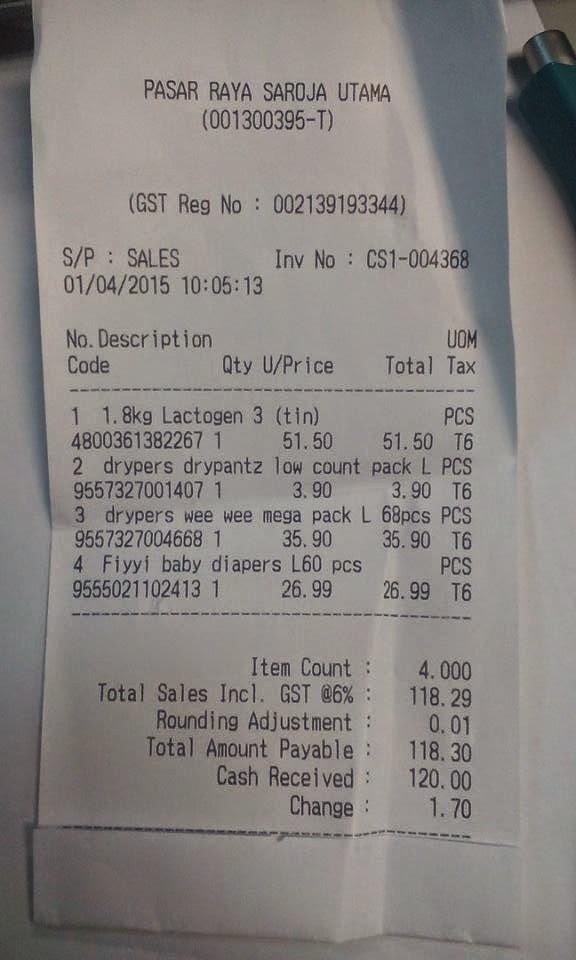 PASAR RAYA SAROJA UTAMA
(001300395-T)
(GST Reg No : 002139193344)
S/P : SALES Inv No : CS1-004368
01/04/2015 10:05:13
No. Description UOM
Code Qty U/Price Total Tax
1 1.8kg Lactogen 3 (tin) PCS
4800361382267 1 51.50 51.50 T6
2 drypers drypantz low count pack L PCS
9557327001407 1 3.90 3.90 T6
3 drypers wee wee mega pack L 68pcs PCS
9557327004668 1 35.90 35.90 T6
4 Fiyyi baby diapers L60 pcs PCS
9555021102413 1 26.99 26.99 T6
Item Count : 4.000
Total Sales Incl. GST @6% : 118.29
Rounding Adjustment : 0.01
Total Amount Payable : 118.30
Cash Received : 120.00
Change : 1.70